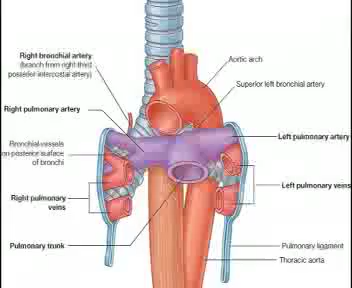 Right bronchial artery
(branch from right third
posterior intercostal artery)
Aortic arch
Superior left bronchial artery
Right pulmonary artery
Left pulmonary artery
Bronchial vessels
on posterior surface
of bronchi
Right pulmonary
veins
Left pulmonary veins
Pulmonary trunk
Pulmonary ligament
Thoracic aorta